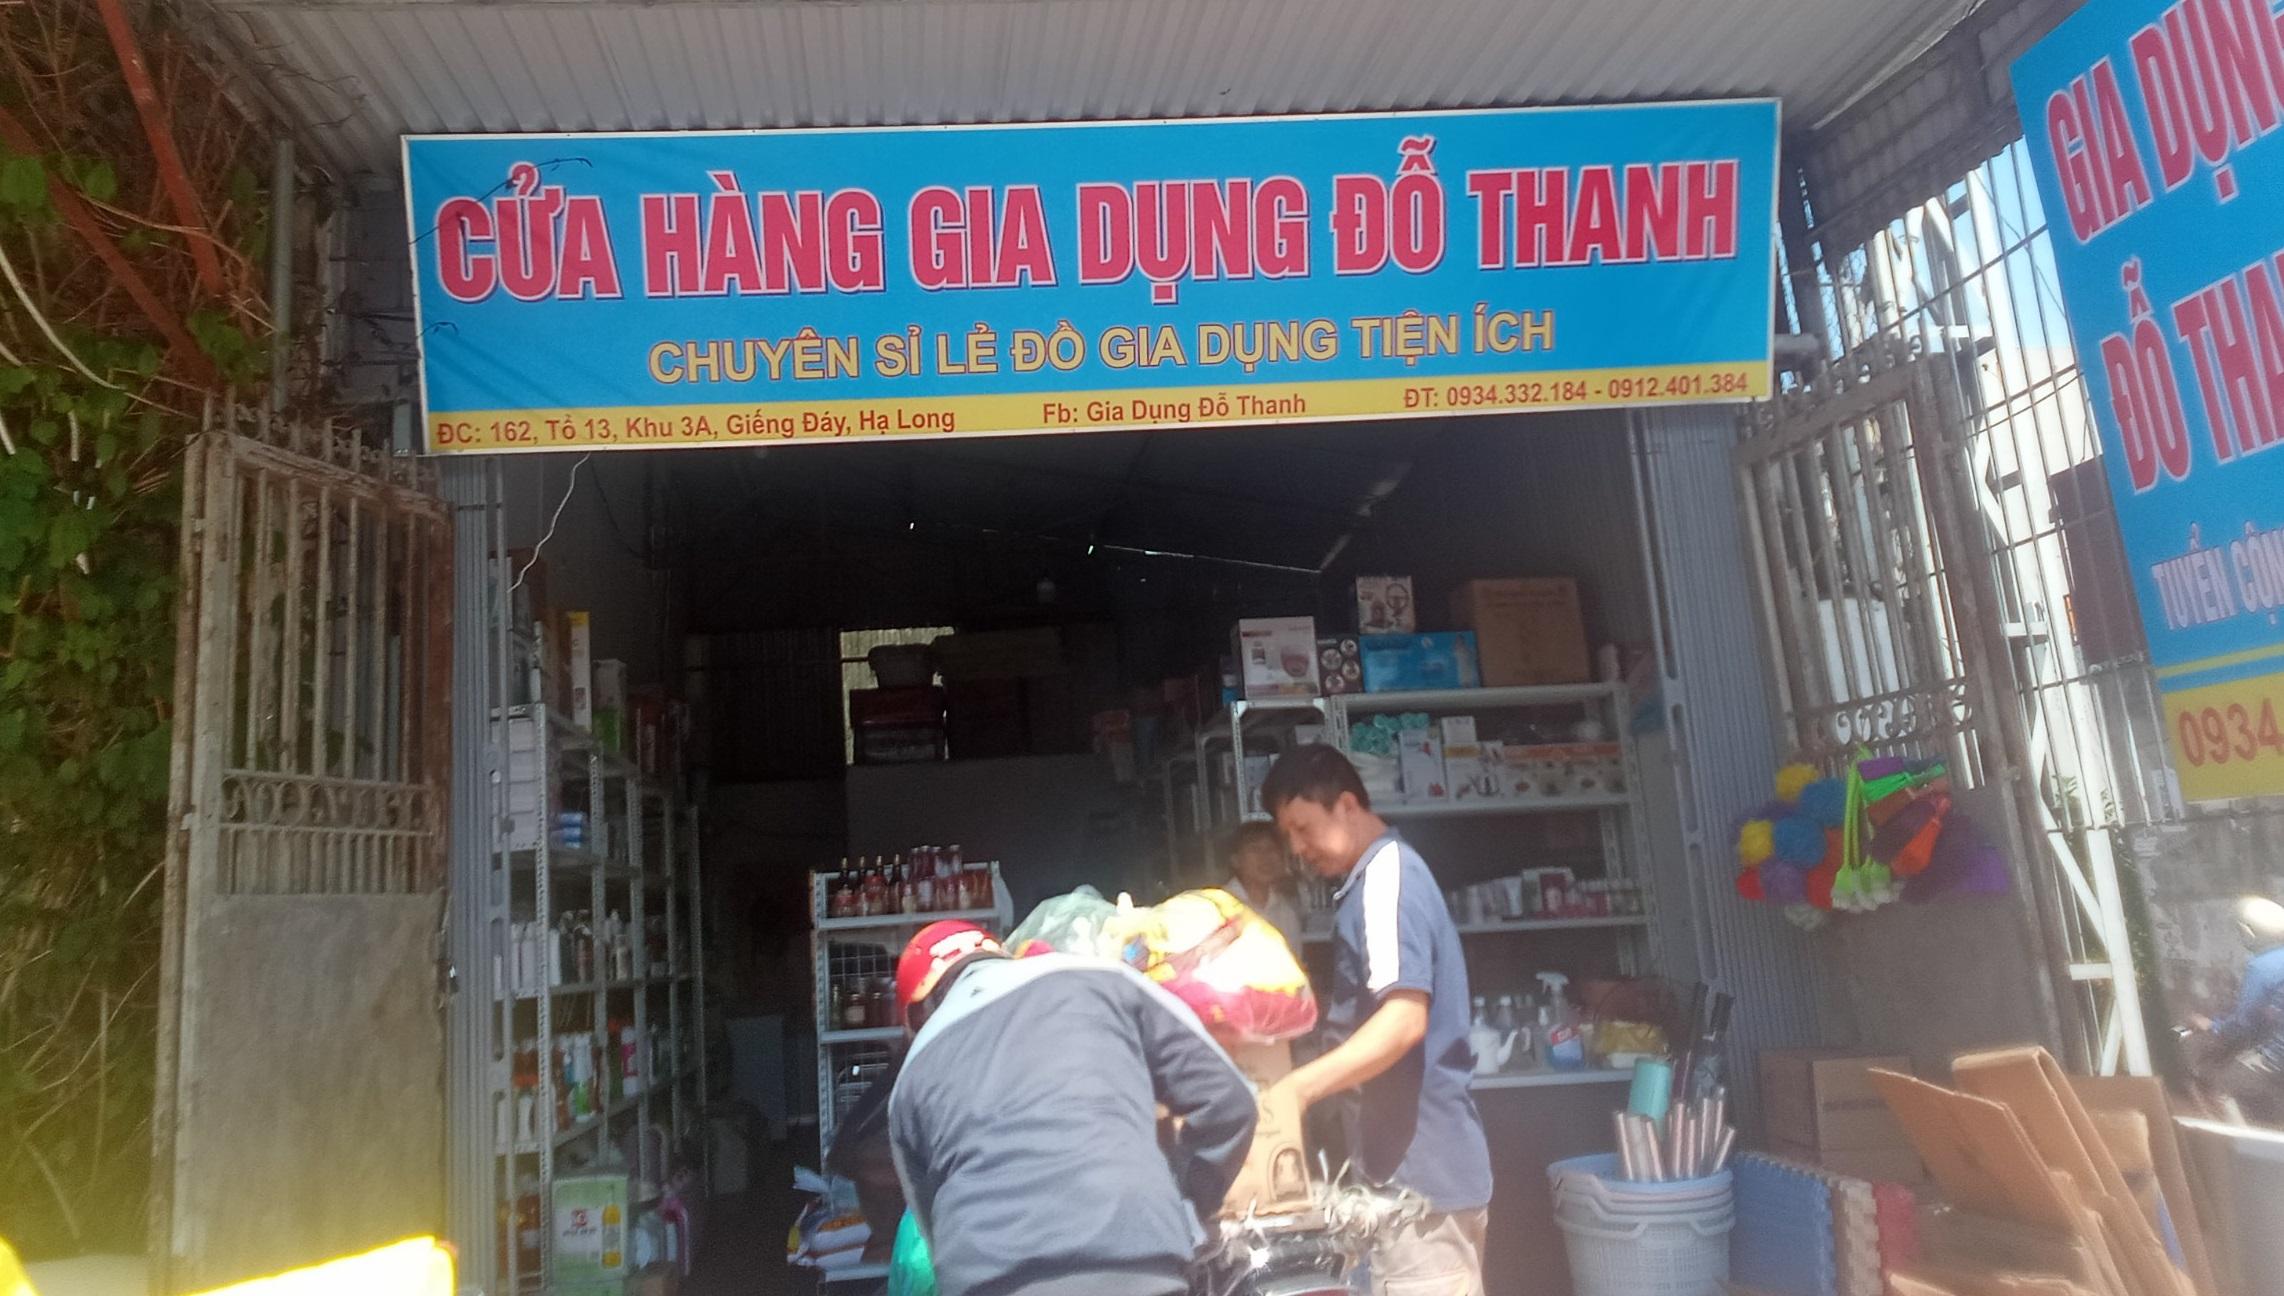 CỬA HÀNG GIA DỤNG ĐỖ THANH
CHUYÊN SỈ LẺ ĐỒ GIA DỤNG TIỆN ÍCH
ĐC: 162, Tổ 13, Khu 3A, Giếng Đáy, Hạ Long Fb: Gia Dụng Đỗ Thanh ĐT: 0934.332.184 - 0912.401.384
GIA DỤNG
ĐỖ THA
TUYỂN CỘN
0934.